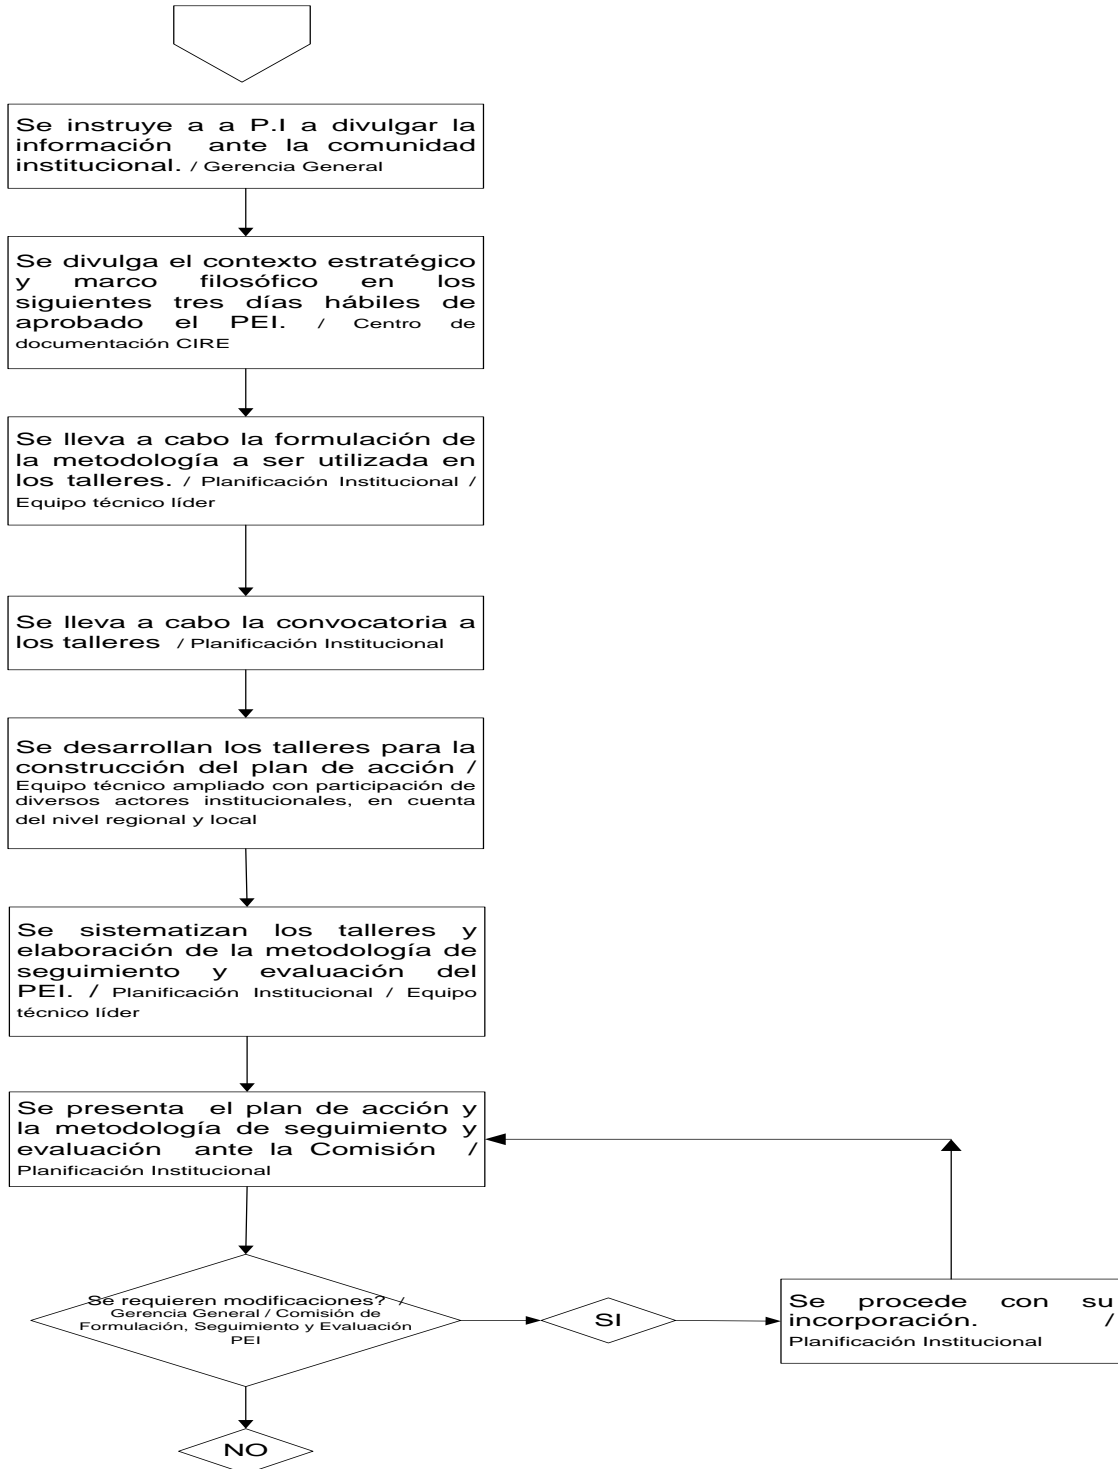 Se instruye a a P.I a divulgar la
información ante la comunidad
institucional. / Gerencia General
Se divulga el contexto estratégico
y marco filosófico en los
siguientes tres días hábiles de
aprobado el PEI. / Centro de
documentación CIRE
Se lleva a cabo la formulación de
la metodología a ser utilizada en
los talleres. / Planificación Institucional /
Equipo técnico líder
Se lleva a cabo la convocatoria a
los talleres / Planificación Institucional
Se desarrollan los talleres para la
construcción del plan de acción /
Equipo técnico ampliado con participación de
diversos actores institucionales, en cuenta
del nivel regional y local
Se sistematizan los talleres y
elaboración de la metodología de
seguimiento y evaluación del
PEI. / Planificación Institucional / Equipo
técnico líder
Se presenta el plan de acción y
la metodología de seguimiento y
evaluación ante la Comisión /
Planificación Institucional
Se requieren modificaciones? /
Gerencia General / Comisión de
Formulación, Seguimiento y Evaluación
PEI
SI
Se procede con su
incorporación. /
Planificación Institucional
NO